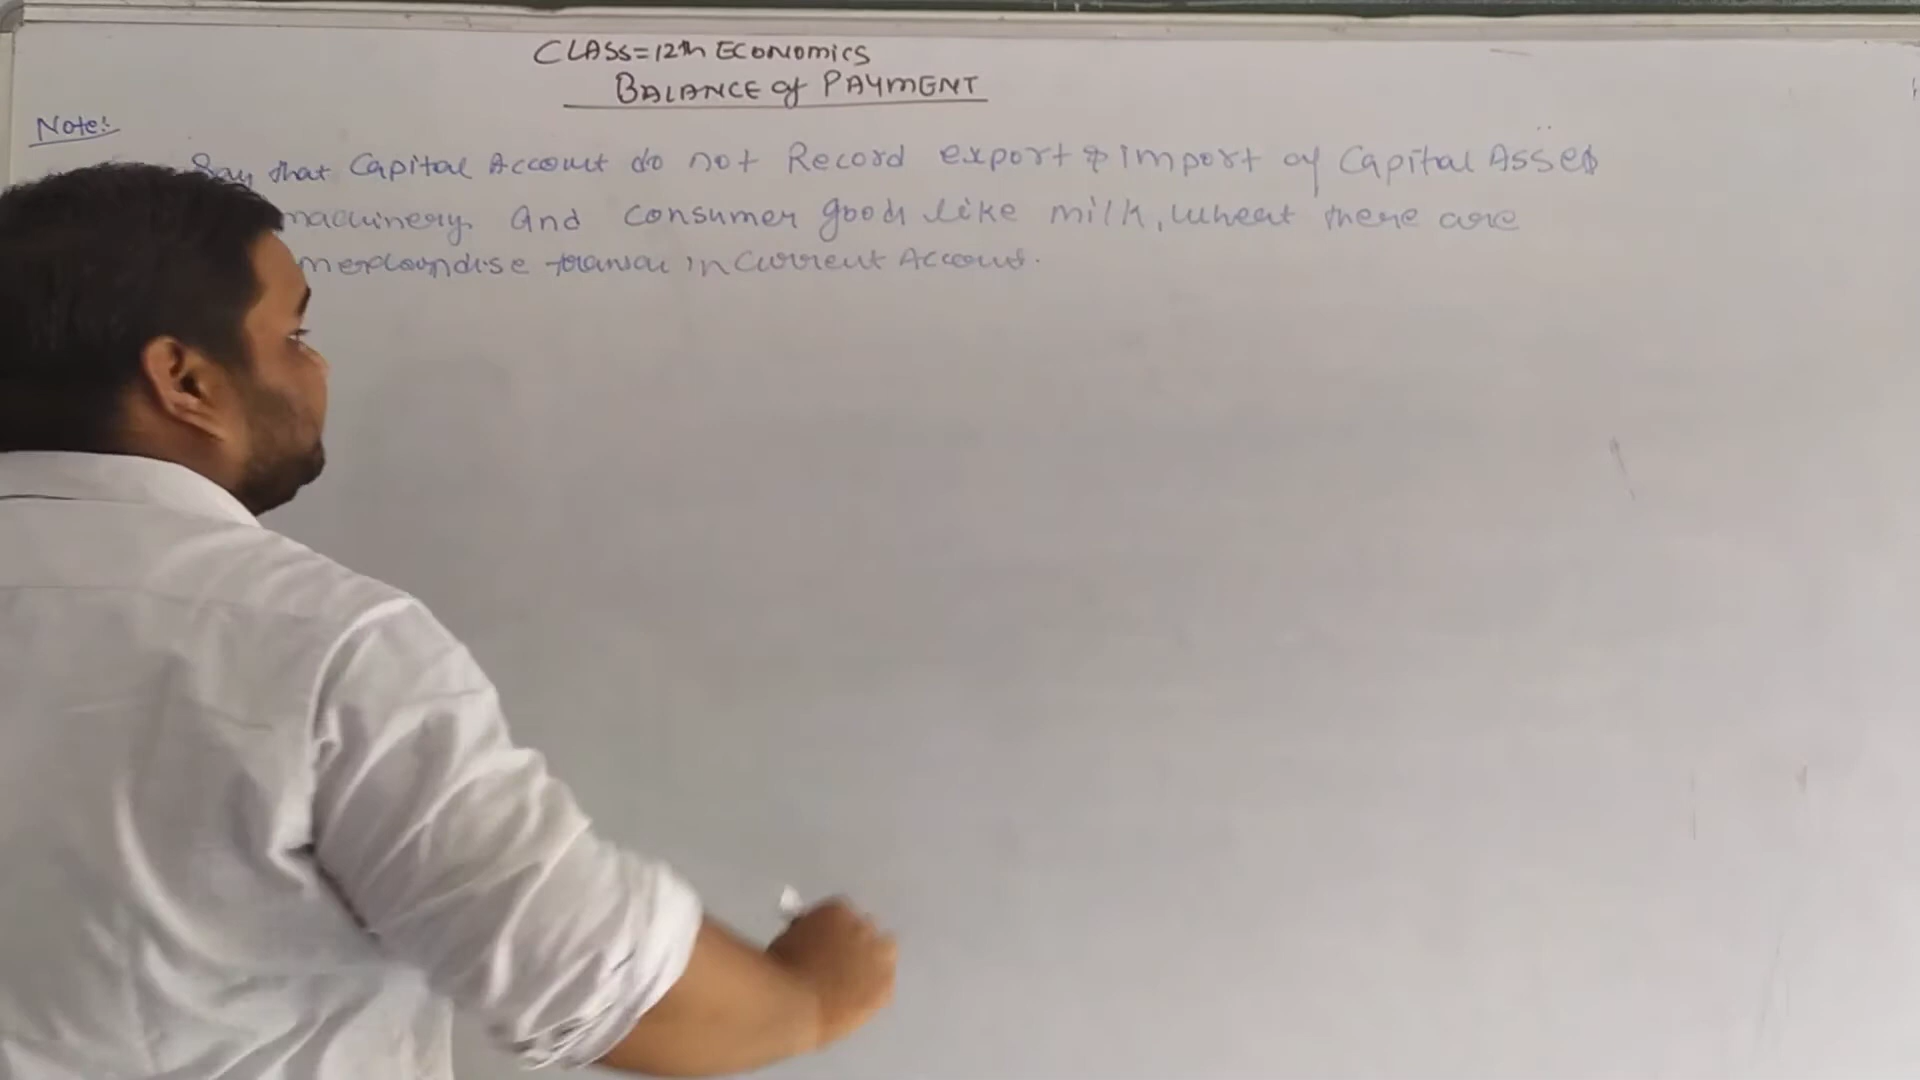 CLASS=12th ECONOMICS
BALANCE of PAYMENT
Note:
Say that Capital Account do not Record export & import of Capital Asset
machinery and consumer good like milk, wheat there are
merchandise in Current Account.